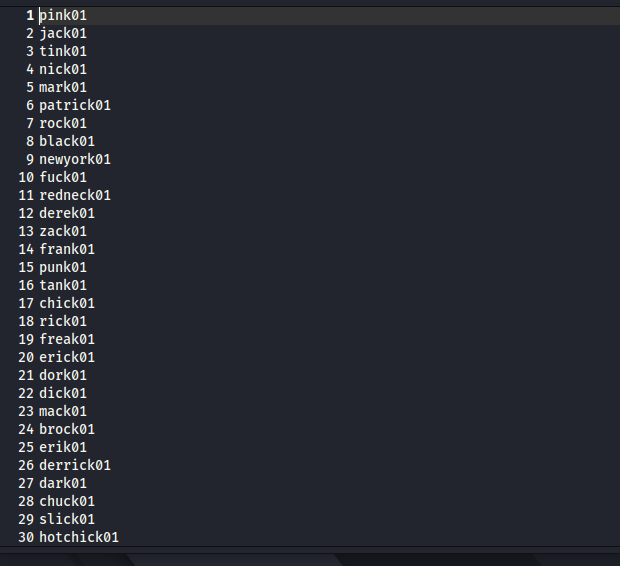 1 pink01
2 jack01
3 tink01
4 nick01
5 mark01
6 patrick01
7 rock01
8 black01
9 newyork01
10 fuck01
11 redneck01
12 derek01
13 zack01
14 frank01
15 punk01
16 tank01
17 chick01
18 rick01
19 freak01
20 erick01
21 dork01
22 dick01
23 mack01
24 brock01
25 erik01
26 derrick01
27 dark01
28 chuck01
29 slick01
30 hotchick01